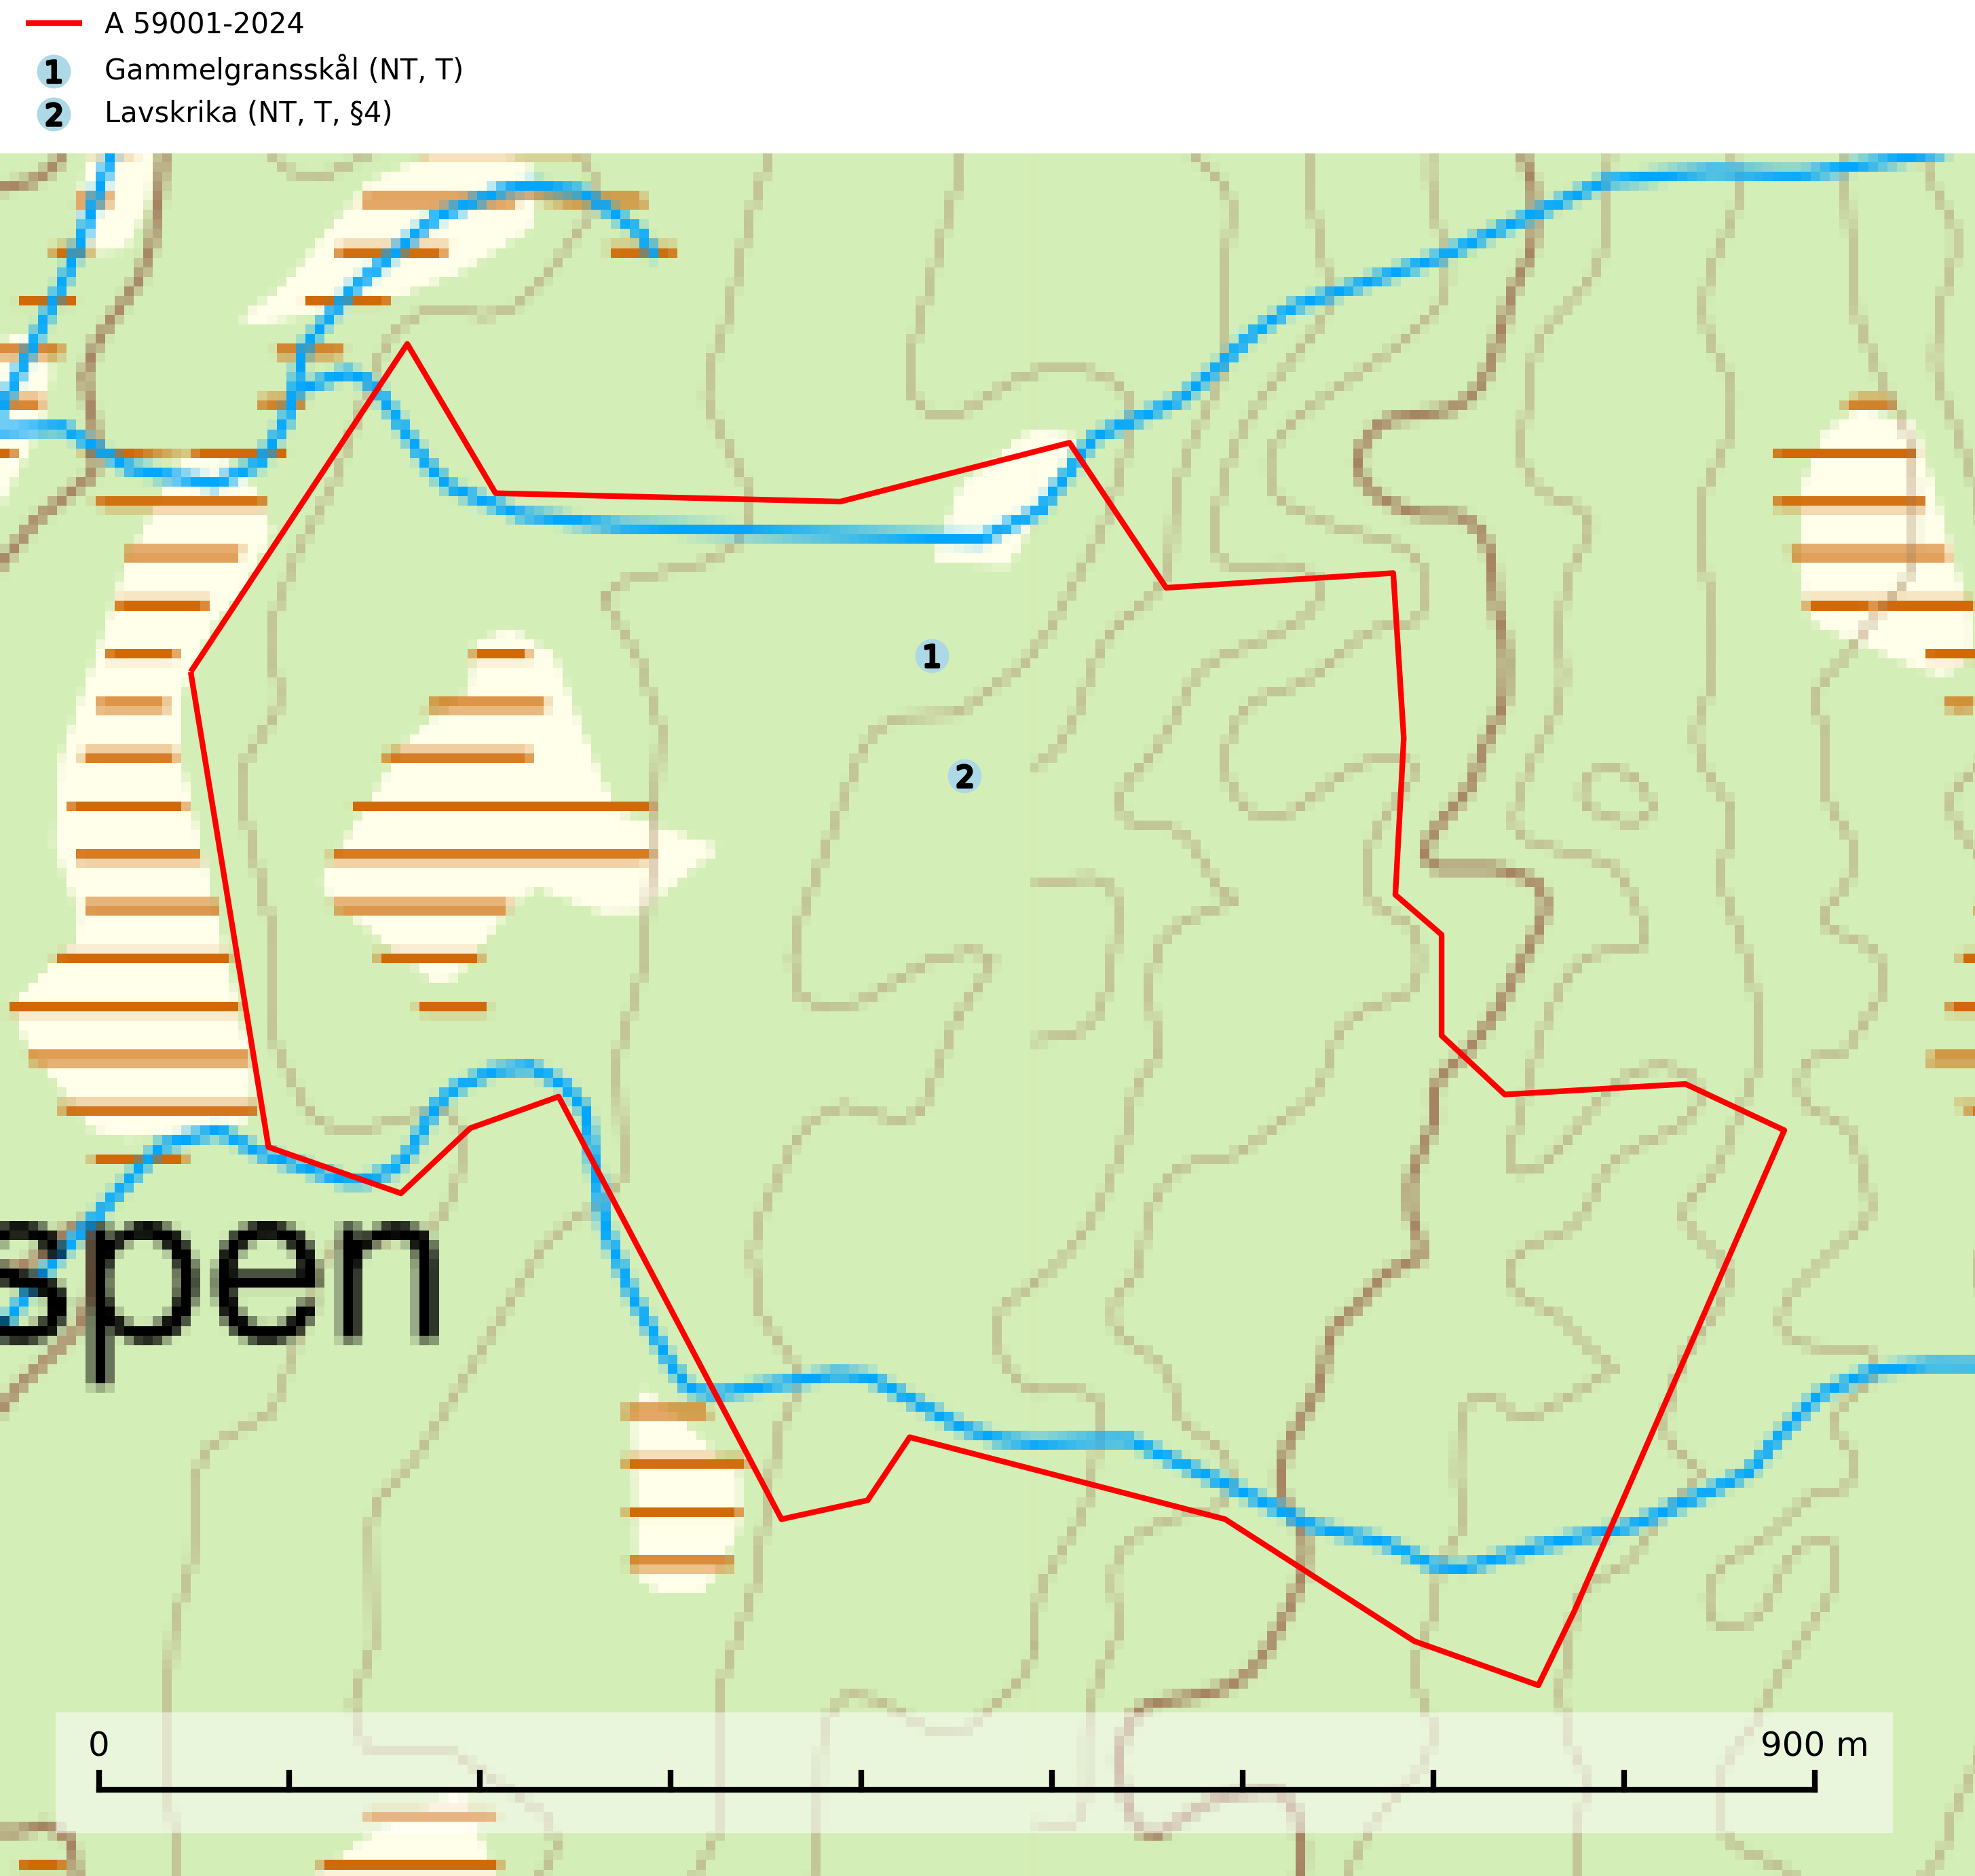 A 59001-2024
1 Gammelgransskål (NT, T)
2 Lavskrika (NT, T, §4)
1
2
spen
0 900 m